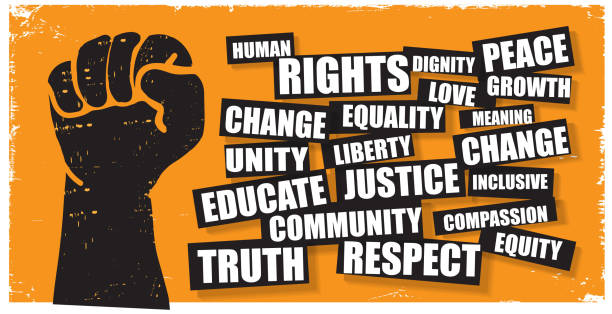 HUMAN
RIGHTS
DIGNITY
PEACE
LOVE
GROWTH
CHANGE
EQUALITY
MEANING
UNITY
LIBERTY
CHANGE
EDUCATE
JUSTICE
INCLUSIVE
COMMUNITY
COMPASSION
TRUTH
RESPECT
EQUITY